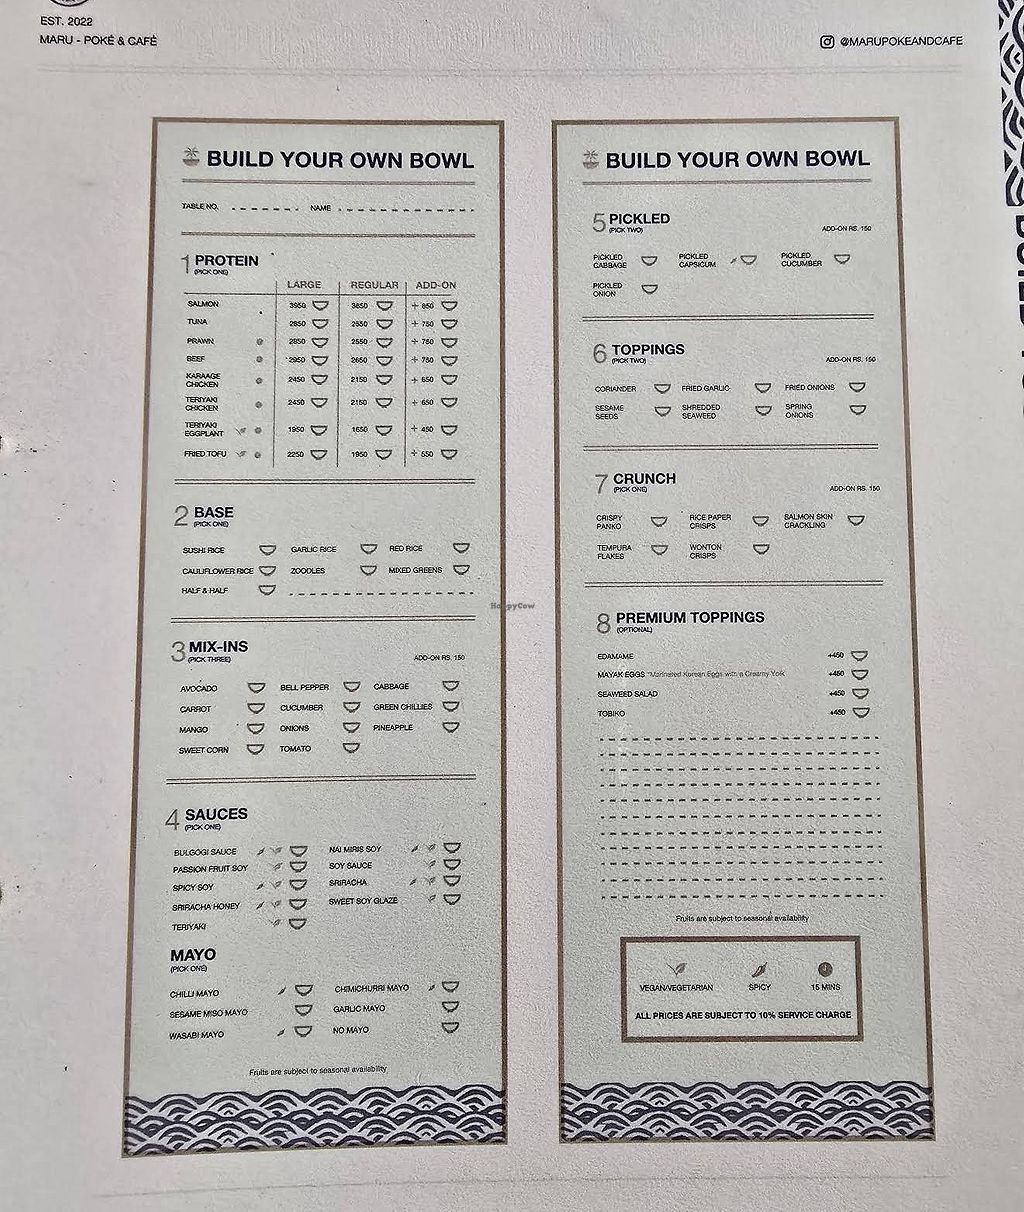 EST. 2022
MARU - POKÉ & CAFÉ
@MARUPOKEANDCAFE
BUILD YOUR OWN BOWL
TABLE NO. NAME
1 PROTEIN
(PICK ONE)
LARGE REGULAR ADD-ON
SALMON 3950 3650 + 850
TUNA 2850 2550 + 750
PRAWN 2850 2550 + 750
BEEF 2950 2650 + 750
KARAAGE
CHICKEN 2450 2150 + 650
TERIYAKI
CHICKEN 2450 2150 + 650
TERIYAKI
EGGPLANT 1950 1650 + 450
FRIED TOFU 2250 1950 + 550
2 BASE
(PICK ONE)
SUSHI RICE GARLIC RICE RED RICE
CAULIFLOWER RICE ZOODLES MIXED GREENS
HALF & HALF
3 MIX-INS
(PICK THREE) ADD-ON RS. 150
AVOCADO BELL PEPPER CABBAGE
CARROT CUCUMBER GREEN CHILLIES
MANGO ONIONS PINEAPPLE
SWEET CORN TOMATO
4 SAUCES
(PICK ONE)
BULGOGI SAUCE NAI MIRIS SOY
PASSION FRUIT SOY SOY SAUCE
SPICY SOY SRIRACHA
SRIRACHA HONEY SWEET SOY GLAZE
TERIYAKI
MAYO
(PICK ONE)
CHILLI MAYO CHIMICHURRI MAYO
SESAME MISO MAYO GARLIC MAYO
WASABI MAYO NO MAYO
Fruits are subject to seasonal availability
BUILD YOUR OWN BOWL
5 PICKLED
(PICK TWO) ADD-ON RS. 150
PICKLED
CABBAGE
PICKLED
CAPSICUM
PICKLED
CUCUMBER
PICKLED
ONION
6 TOPPINGS
(PICK TWO) ADD-ON RS. 150
CORIANDER FRIED GARLIC FRIED ONIONS
SESAME
SEEDS
SHREDDED
SEAWEED
SPRING
ONIONS
7 CRUNCH
(PICK ONE) ADD-ON RS. 150
CRISPY
PANKO
RICE PAPER
CRISPS
SALMON SKIN
CRACKLING
TEMPURA
FLAKES
WONTON
CRISPS
8 PREMIUM TOPPINGS
(OPTIONAL)
EDAMAME +450
MAYAK EGGS *Marinated Korean Eggs with a Creamy Yolk +450
SEAWEED SALAD +450
TOBIKO +450
Fruits are subject to seasonal availability
VEGAN/VEGETARIAN SPICY 15 MINS
ALL PRICES ARE SUBJECT TO 10% SERVICE CHARGE
HappyCow